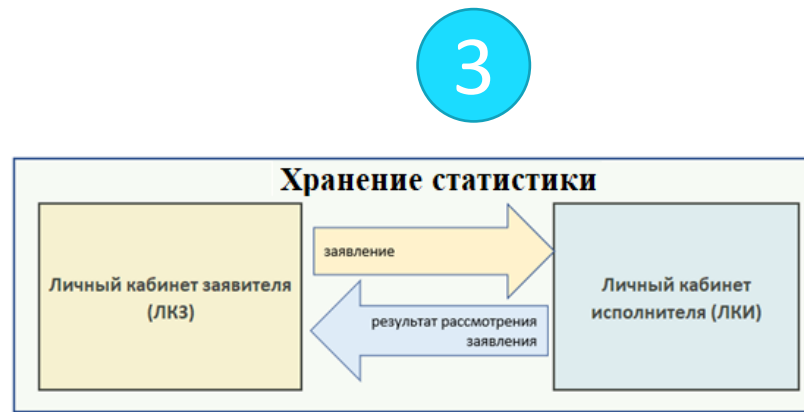 3
Хранение статистики
Личный кабинет заявителя
(ЛКЗ)
заявление
результат рассмотрения
заявления
Личный кабинет
исполнителя (ЛКИ)